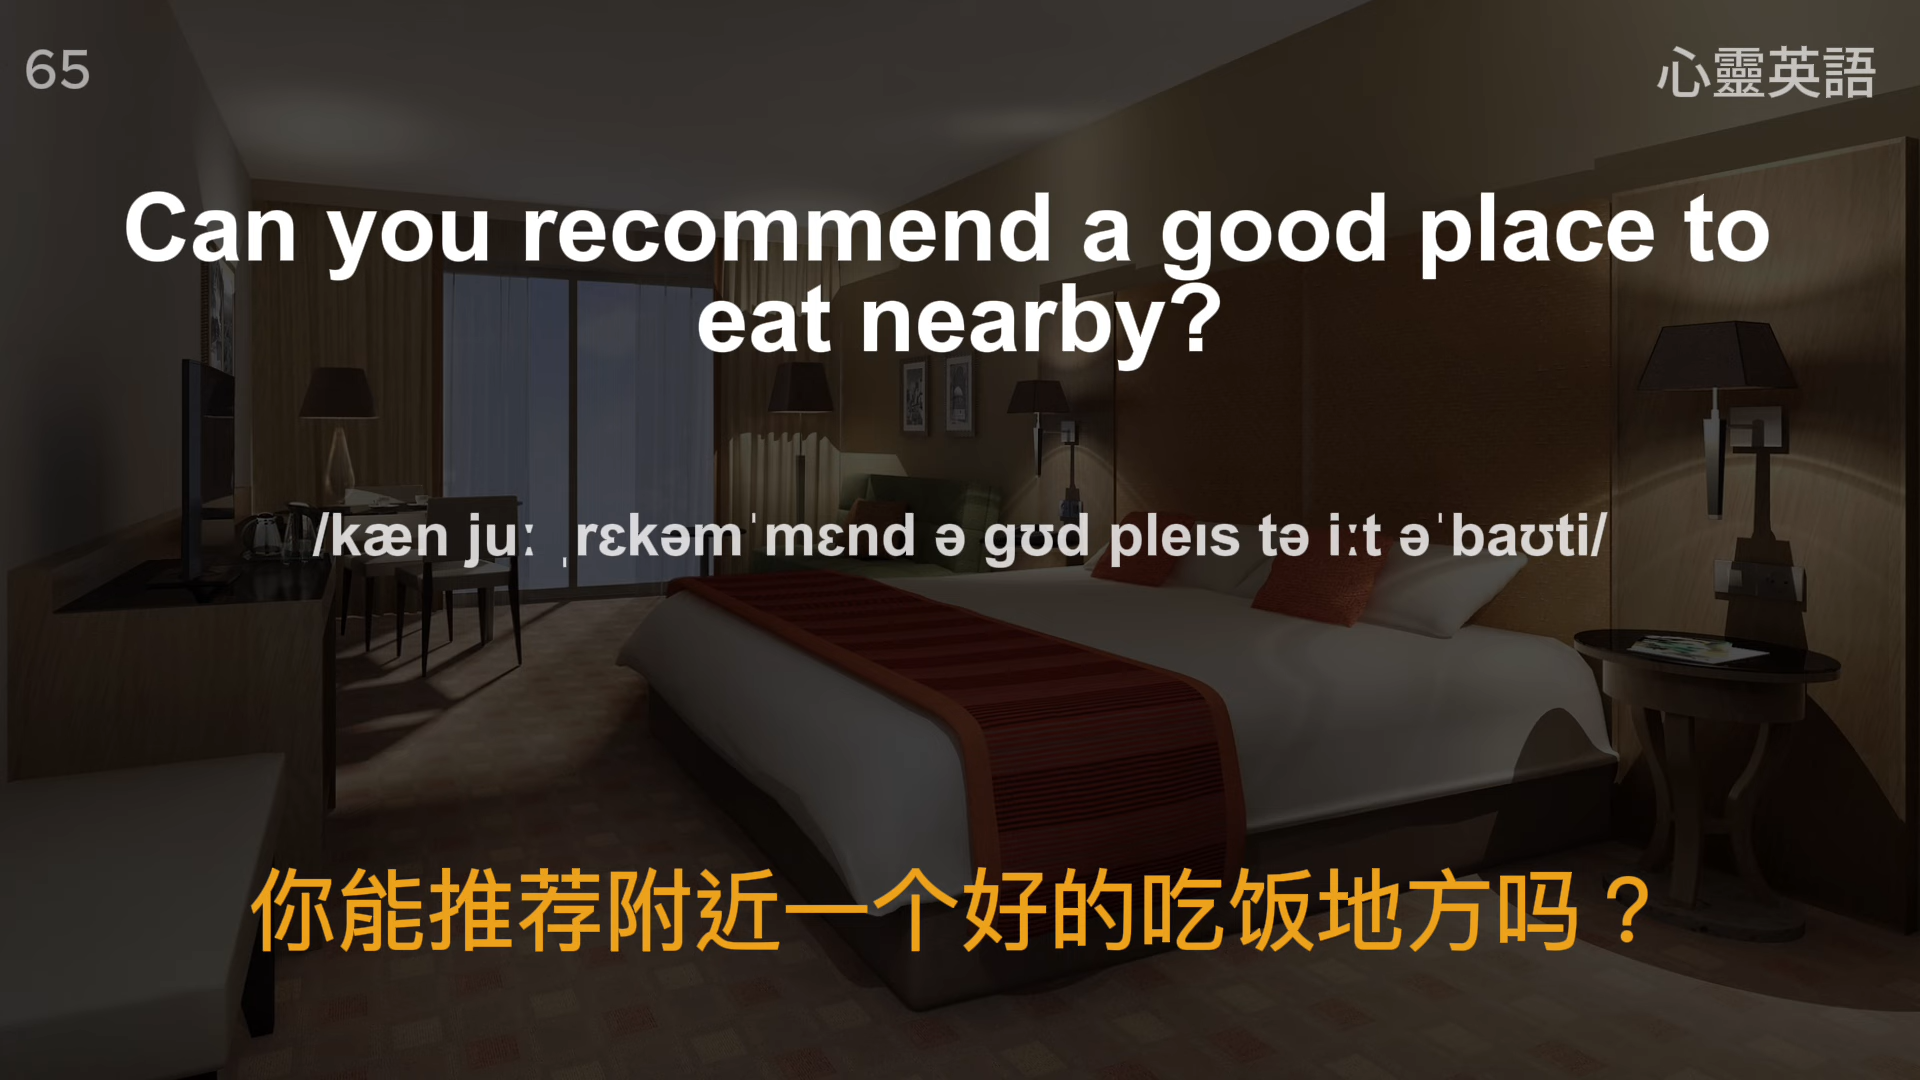 65
心靈英語
Can you recommend a good place to
eat nearby?
/kæn juː ˌrɛkəmˈmɛnd ə gʊd pleɪs tə iːt əˈbaʊti/
你能推荐附近一个好的吃饭地方吗？